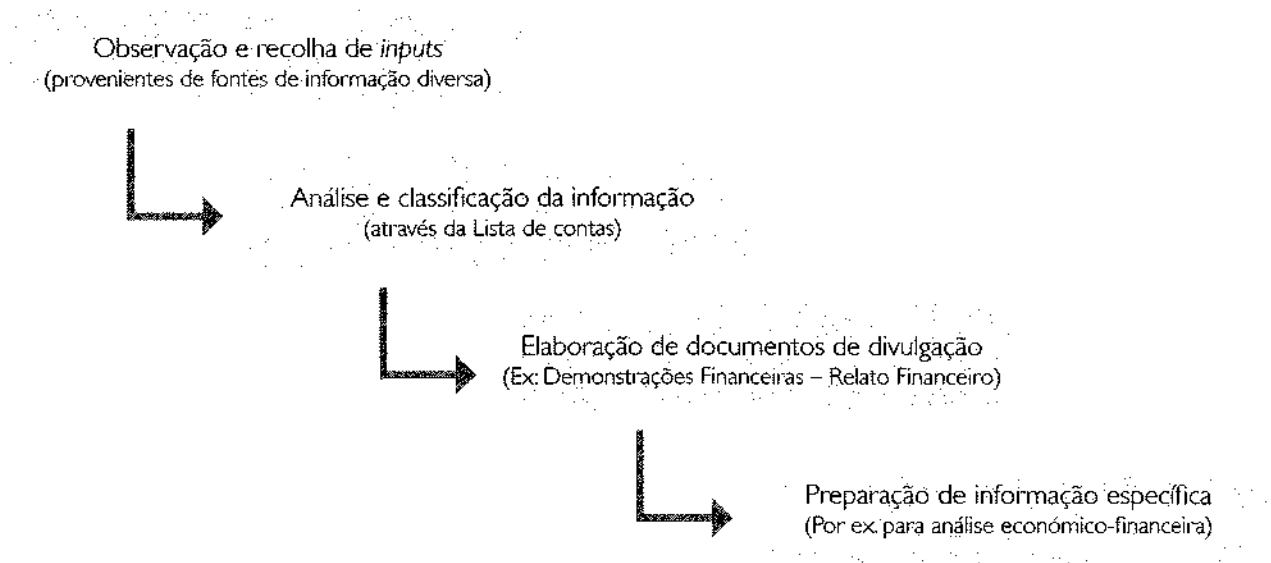 Observação e recolha de inputs
(provenientes de fontes de informação diversa)
Análise e classificação da informação
(através da Lista de contas)
Elaboração de documentos de divulgação
(Ex: Demonstrações Financeiras – Relato Financeiro)
Preparação de informação específica
(Por ex. para análise económico-financeira)